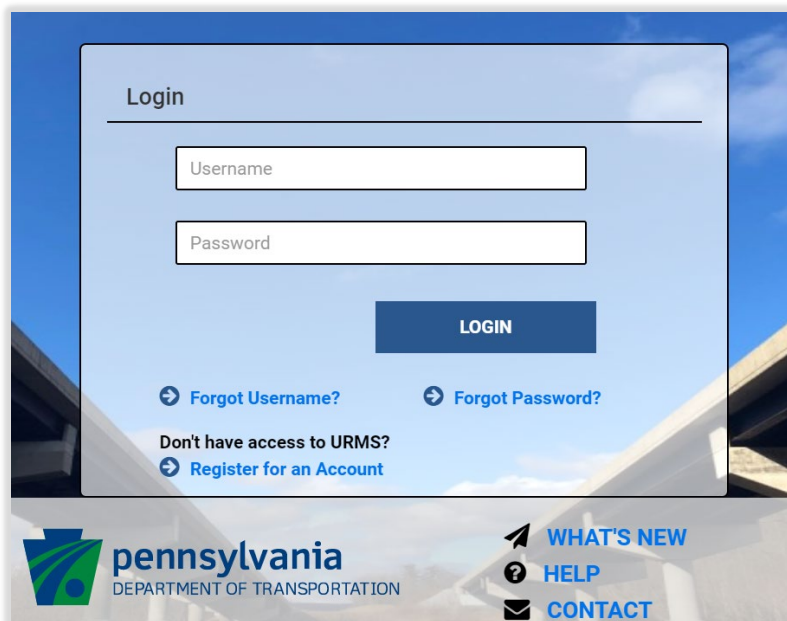 Login
Username
Password
LOGIN
Forgot Username?
Forgot Password?
Don't have access to URMS?
Register for an Account
pennsylvania
DEPARTMENT OF TRANSPORTATION
WHAT'S NEW
HELP
CONTACT